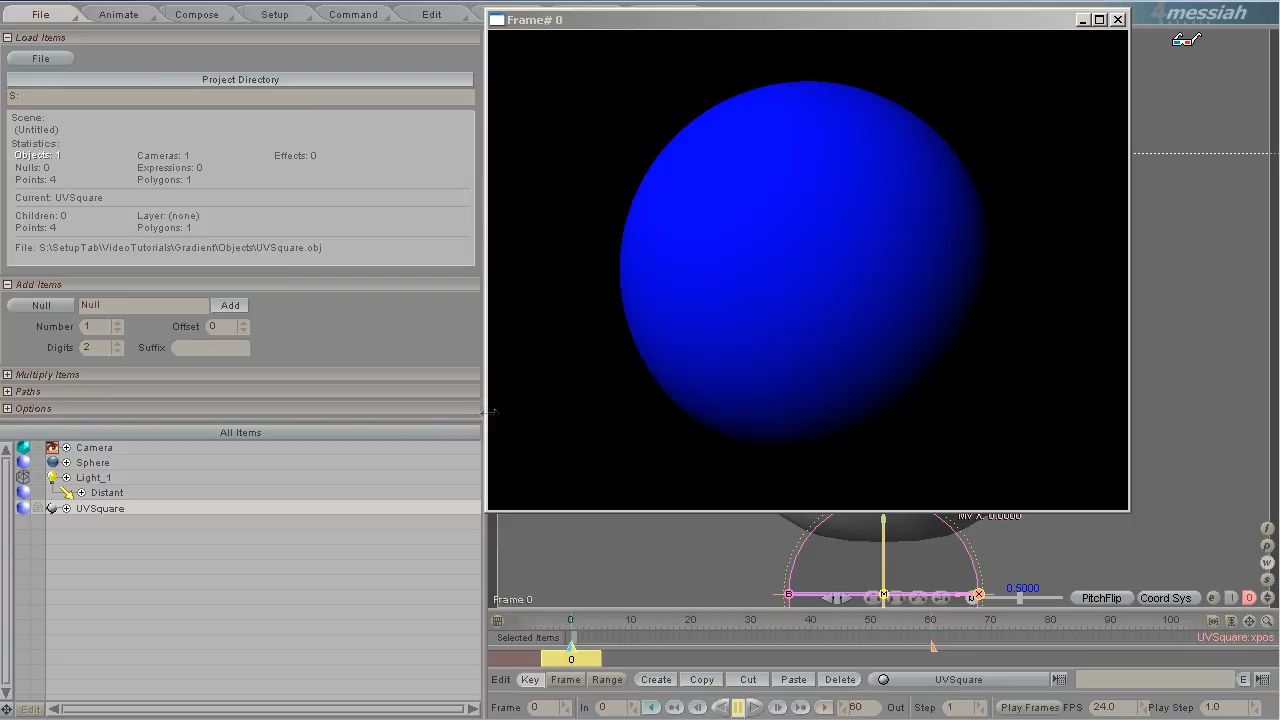 File Animate Compose Setup Command Edit
4messiah
Frame# 0
Load Items
File
Project Directory
S:
Scene:
(Untitled)
Statistics:
Objects: 1 Cameras: 1 Effects: 0
Nulls: 0 Expressions: 0
Points: 4 Polygons: 1
Current: UVSquare
Children: 0 Layer: (none)
Points: 4 Polygons: 1
File: S:\SetupTab\VideoTutorials\Gradient\Objects\UVSquare.obj
Add Items
Null Null Add
Number 1 Offset 0
Digits 2 Suffix
Multiply Items
Paths
Options
All Items
Camera
Sphere
Light_1
Distant
UVSquare
MV X: 0.0000
0.5000
Frame 0 B M X PitchFlip Coord Sys e D 0
f
p
w
s
0 10 20 30 40 50 60 70 80 90 100
Selected Items UVSquare:xpos
0
Edit Key Frame Range Create Copy Cut Paste Delete UVSquare E
Edit Frame 0 In 0 60 Out Step 1 Play Frames FPS 24.0 Play Step 1.0